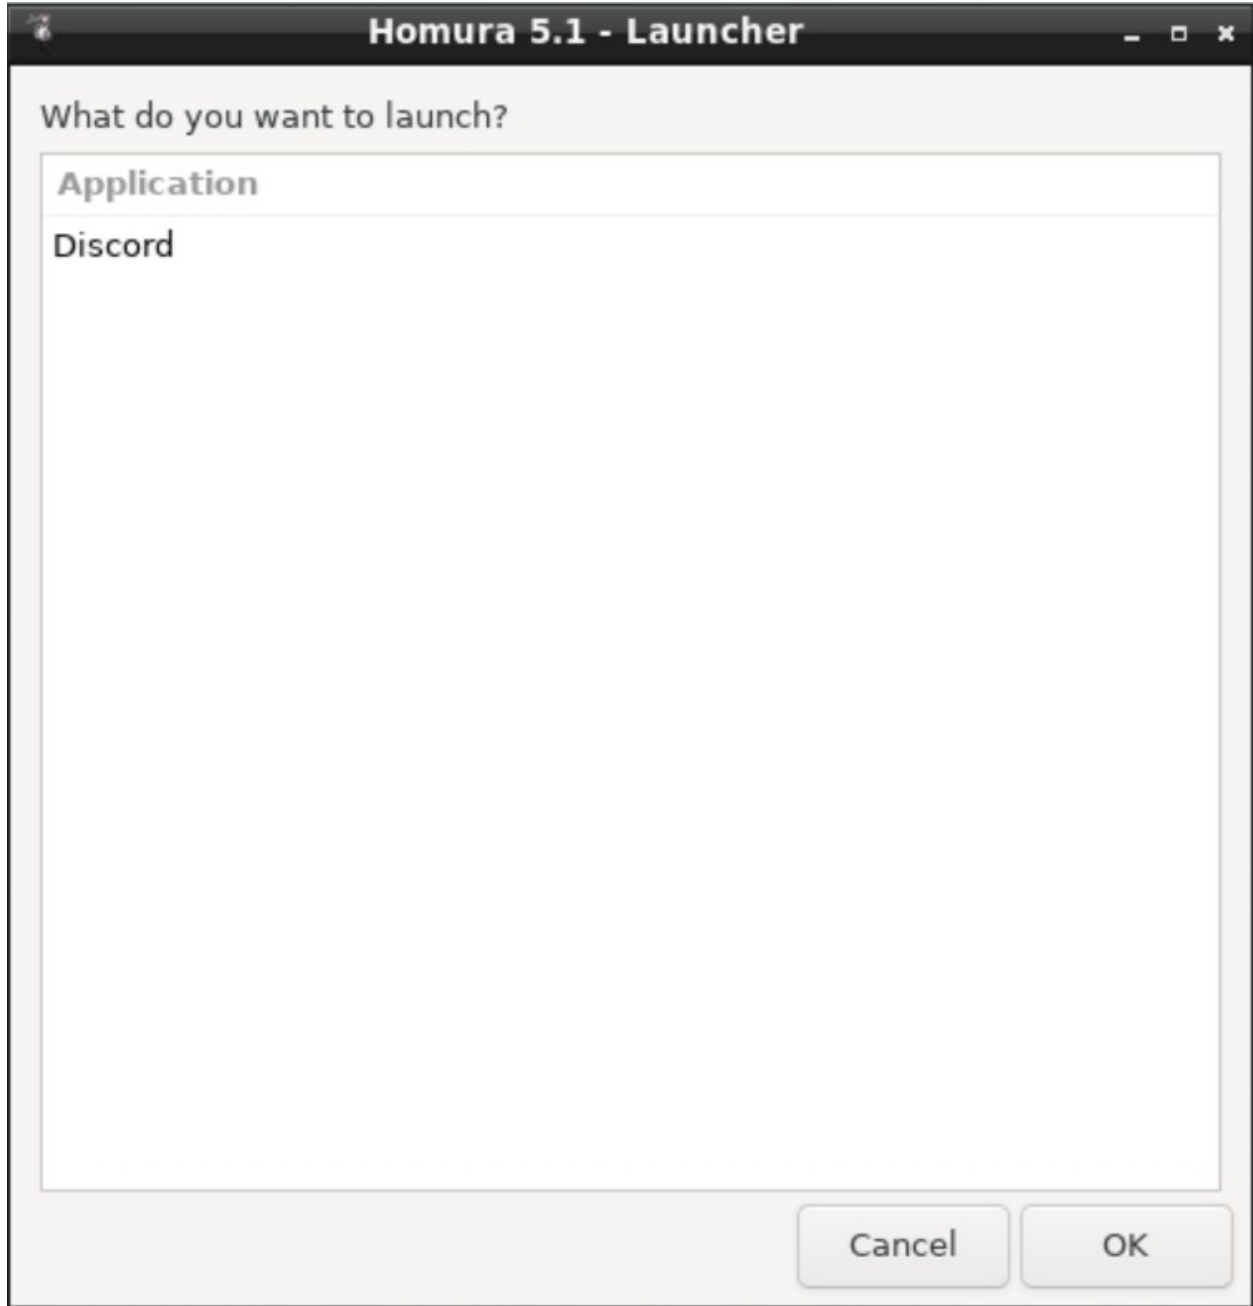 Homura 5.1 - Launcher
What do you want to launch?
Application
Discord
Cancel
OK